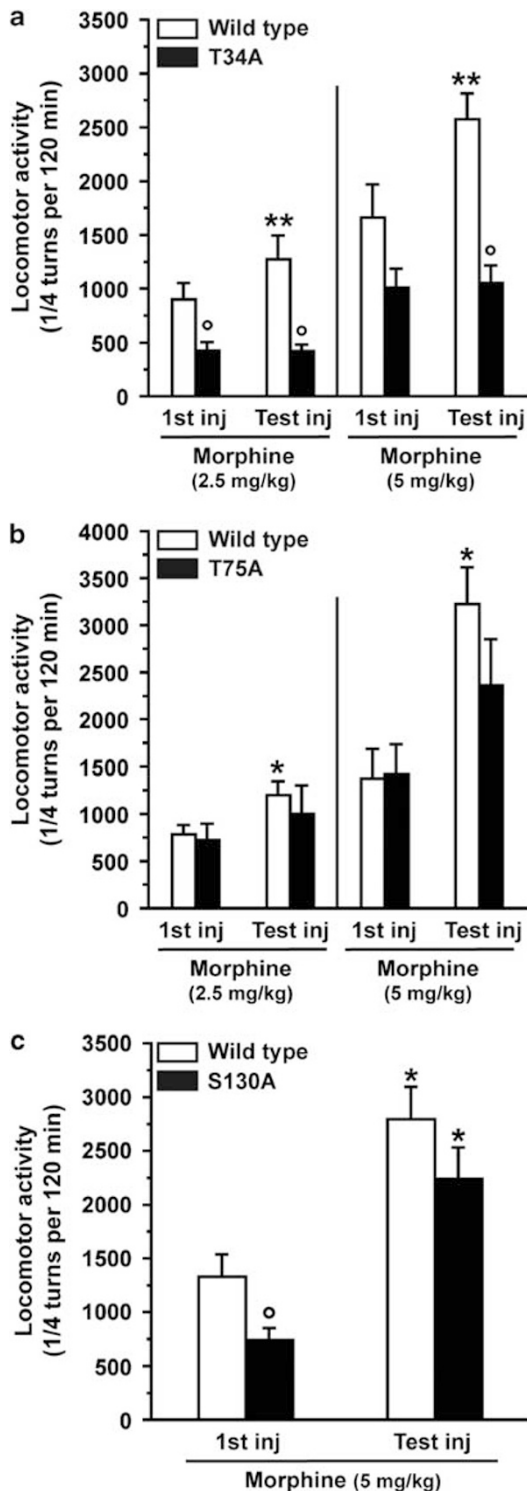 a
Wild type
T34A
Locomotor activity
(1/4 turns per 120 min)
3500
3000
2500
2000
1500
1000
500
0
**
**
1st inj Test inj 1st inj Test inj
Morphine Morphine
(2.5 mg/kg) (5 mg/kg)
b
Wild type
T75A
Locomotor activity
(1/4 turns per 120 min)
4000
3500
3000
2500
2000
1500
1000
500
0
*
*
1st inj Test inj 1st inj Test inj
Morphine Morphine
(2.5 mg/kg) (5 mg/kg)
c
Wild type
S130A
Locomotor activity
(1/4 turns per 120 min)
3500
3000
2500
2000
1500
1000
500
0
*
*
1st inj Test inj
Morphine (5 mg/kg)